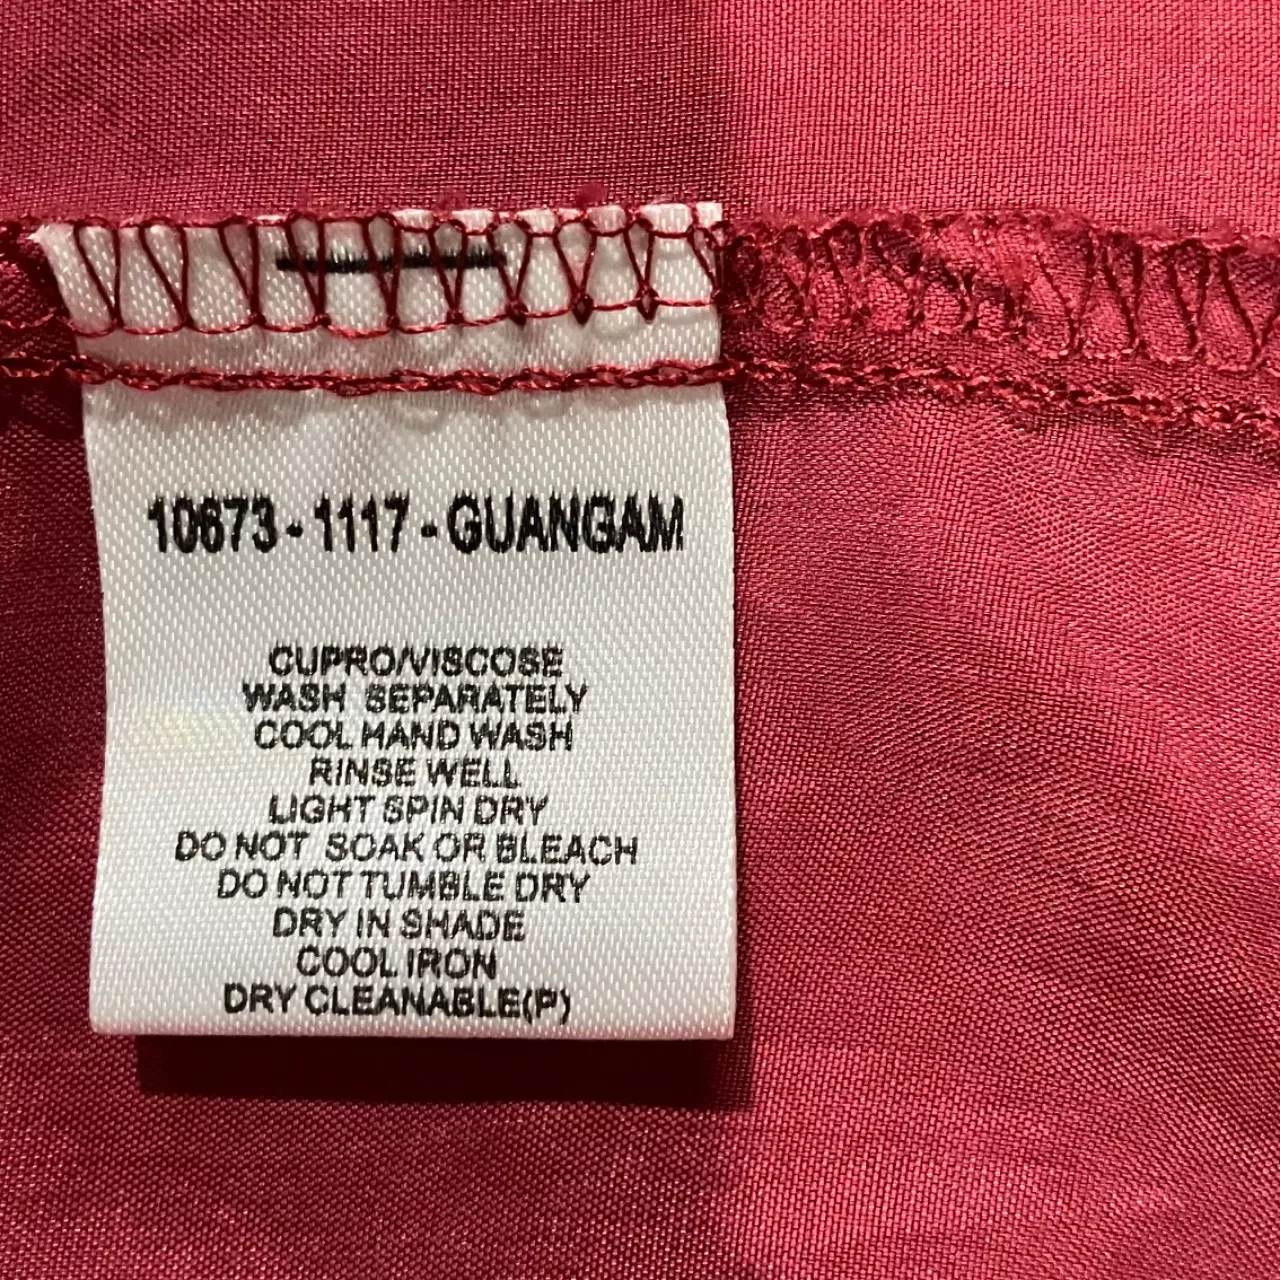 10673-1117-GUANGAM
CUPRO/VISCOSE
WASH SEPARATELY
COOL HAND WASH
RINSE WELL
LIGHT SPIN DRY
DO NOT SOAK OR BLEACH
DO NOT TUMBLE DRY
DRY IN SHADE
COOL IRON
DRY CLEANABLE(P)